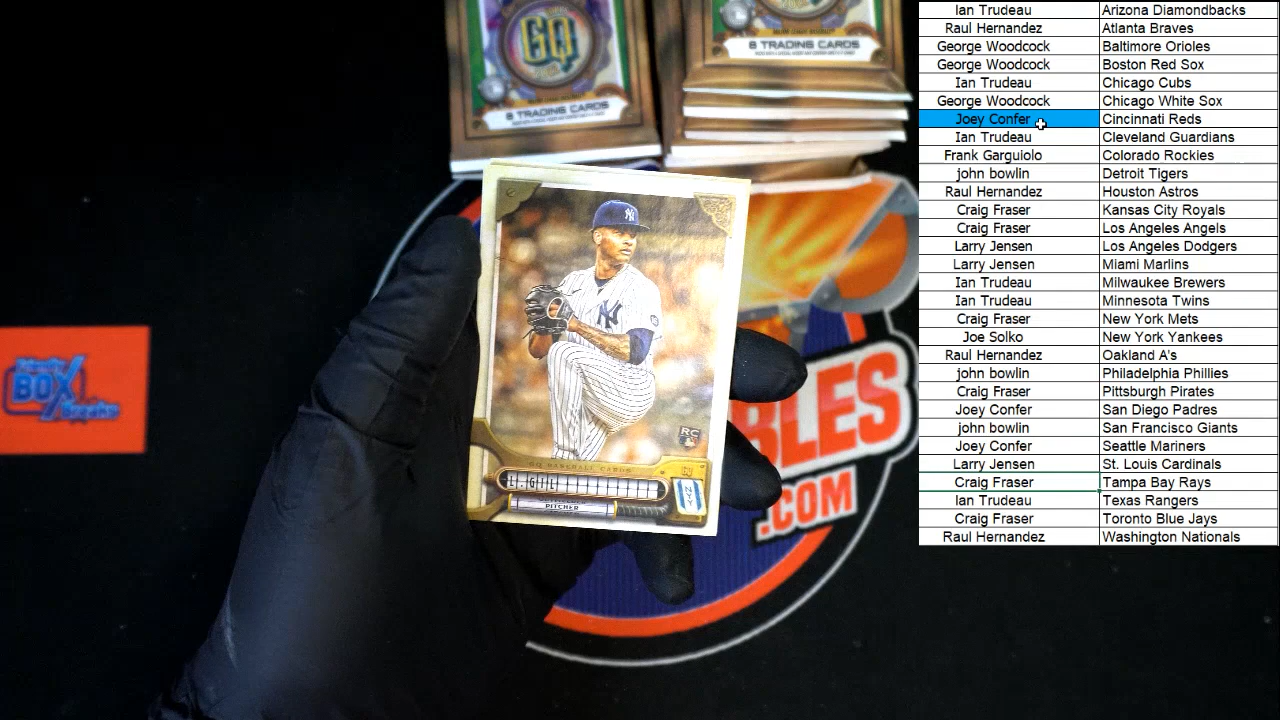 GQ
8 TRADING CARDS
8 TRADING CARDS
BOX
Breaks
RC
GQ BASEBALL CARDS
L. GIL
PITCHER
NYY
BLES
.COM
Ian Trudeau Arizona Diamondbacks
Raul Hernandez Atlanta Braves
George Woodcock Baltimore Orioles
George Woodcock Boston Red Sox
Ian Trudeau Chicago Cubs
George Woodcock Chicago White Sox
Joey Confer Cincinnati Reds
Ian Trudeau Cleveland Guardians
Frank Garguiolo Colorado Rockies
john bowlin Detroit Tigers
Raul Hernandez Houston Astros
Craig Fraser Kansas City Royals
Craig Fraser Los Angeles Angels
Larry Jensen Los Angeles Dodgers
Larry Jensen Miami Marlins
Ian Trudeau Milwaukee Brewers
Ian Trudeau Minnesota Twins
Craig Fraser New York Mets
Joe Solko New York Yankees
Raul Hernandez Oakland A's
john bowlin Philadelphia Phillies
Craig Fraser Pittsburgh Pirates
Joey Confer San Diego Padres
john bowlin San Francisco Giants
Joey Confer Seattle Mariners
Larry Jensen St. Louis Cardinals
Craig Fraser Tampa Bay Rays
Ian Trudeau Texas Rangers
Craig Fraser Toronto Blue Jays
Raul Hernandez Washington Nationals